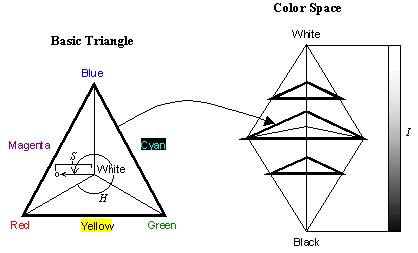 Color Space
Basic Triangle
White
Blue
Magenta
Cyan
S
White
H
I
Red
Yellow
Green
Black